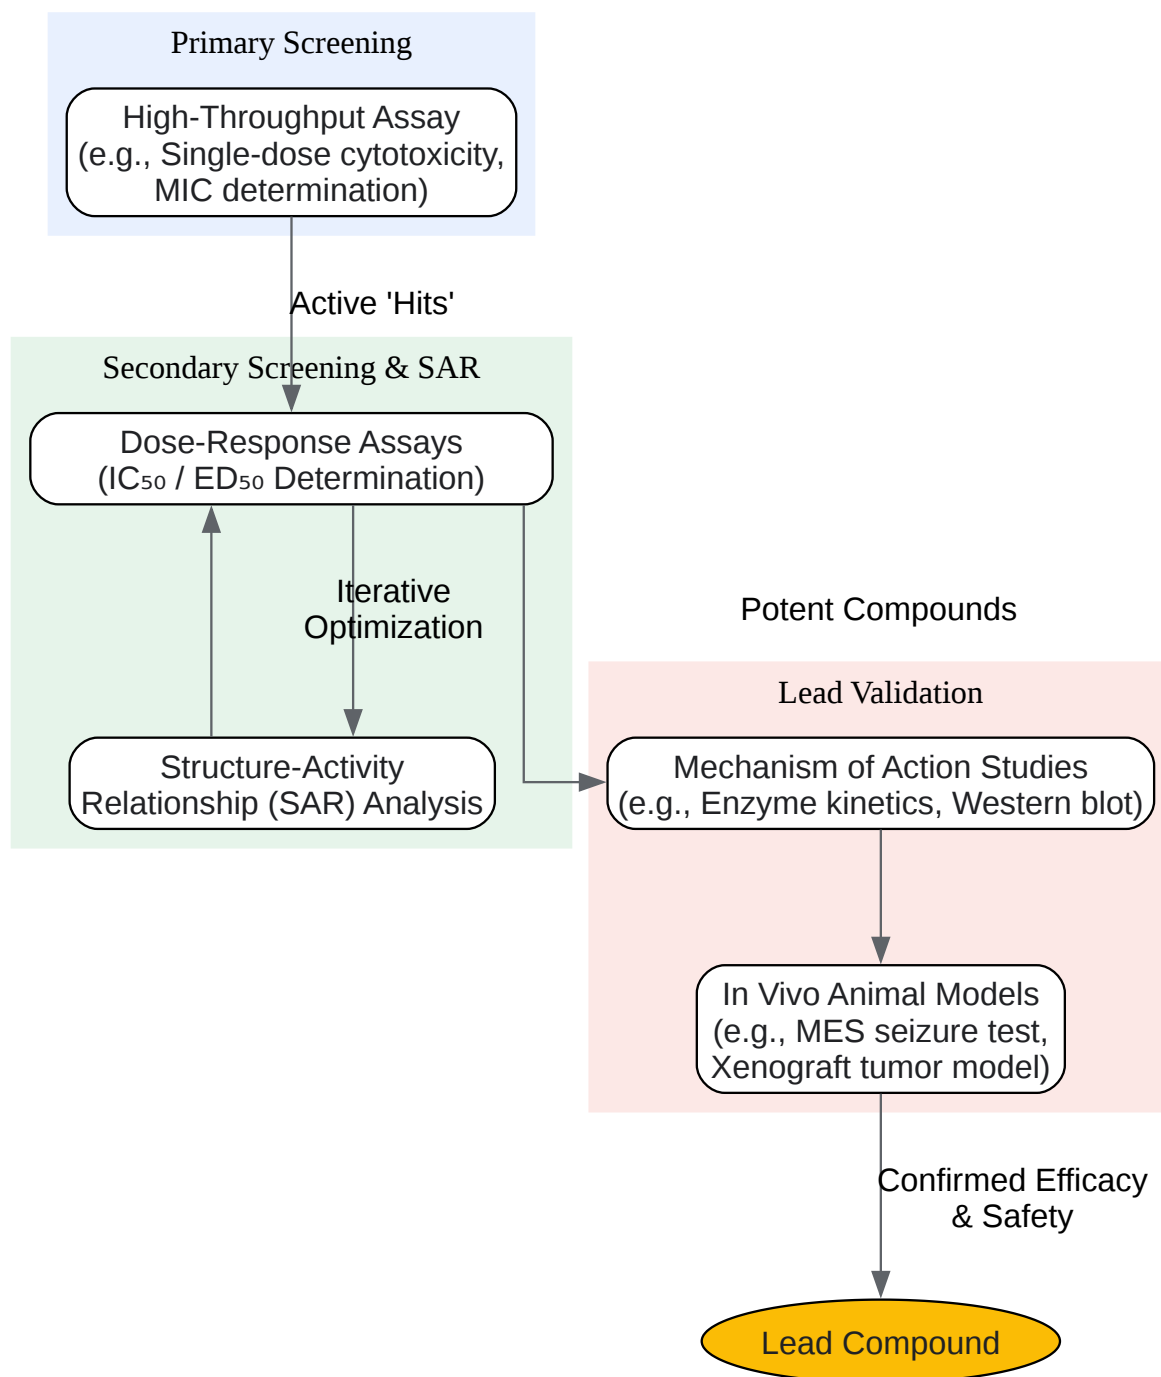 Primary Screening
High-Throughput Assay
(e.g., Single-dose cytotoxicity,
MIC determination)
Active 'Hits'
Secondary Screening & SAR
Dose-Response Assays
(IC₅₀ / ED₅₀ Determination)
Iterative
Optimization
Structure-Activity
Relationship (SAR) Analysis
Potent Compounds
Lead Validation
Mechanism of Action Studies
(e.g., Enzyme kinetics, Western blot)
In Vivo Animal Models
(e.g., MES seizure test,
Xenograft tumor model)
Confirmed Efficacy
& Safety
Lead Compound